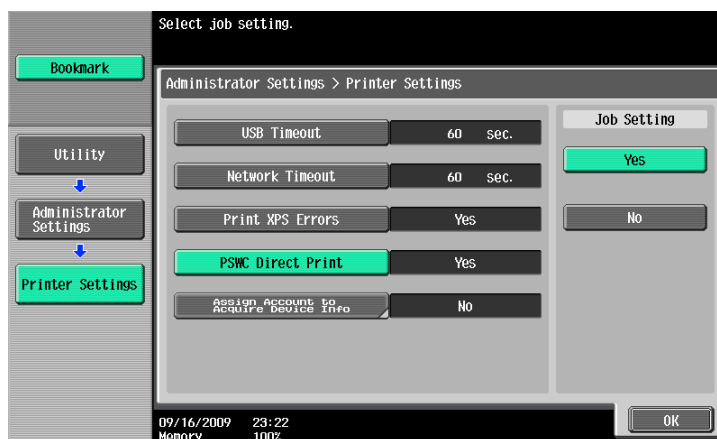 Select job setting.
Bookmark
Administrator Settings > Printer Settings
Utility
Administrator
Settings
Printer Settings
USB Timeout 60 sec.
Network Timeout 60 sec.
Print XPS Errors Yes
PSWC Direct Print Yes
Assign Account to
Acquire Device Info No
Job Setting
Yes
No
09/16/2009 23:22
Memory 100%
OK